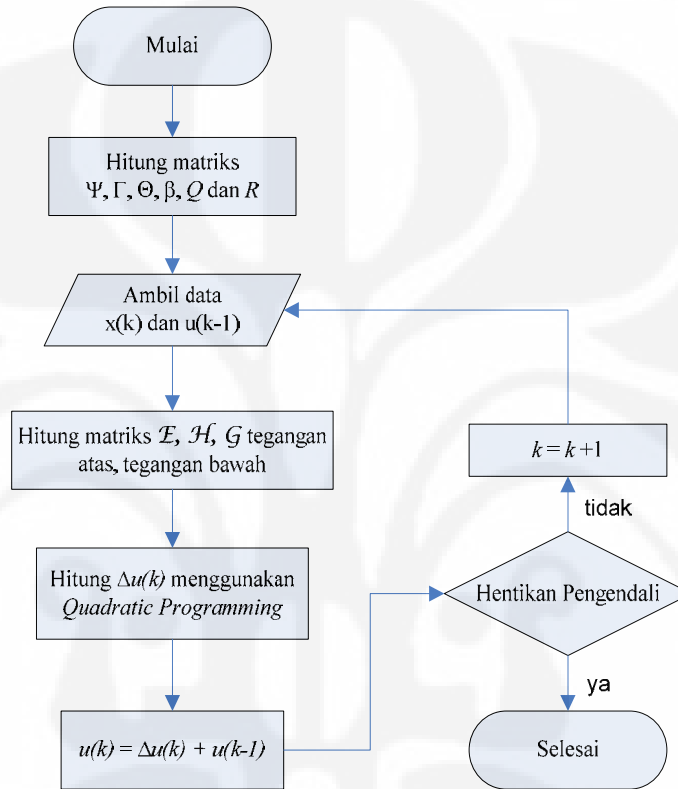 Mulai
Hitung matriks
Ψ, Γ, Θ, β, Q dan R
Ambil data
x(k) dan u(k-1)
Hitung matriks ℰ, ℋ, 𝒢 tegangan
atas, tegangan bawah
Hitung Δu(k) menggunakan
Quadratic Programming
u(k) = Δu(k) + u(k-1)
k = k +1
tidak
Hentikan Pengendali
ya
Selesai